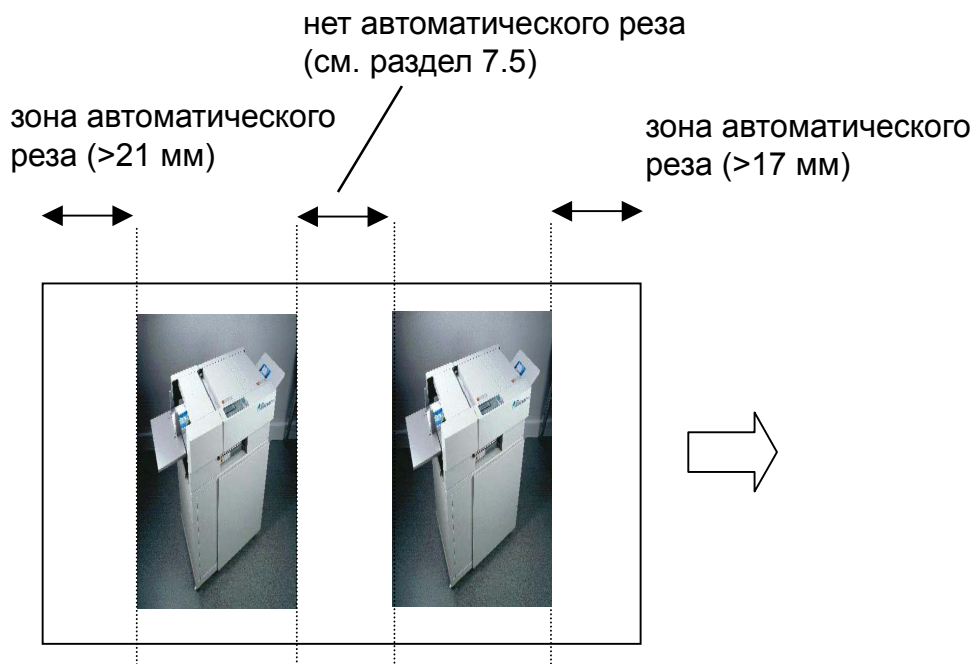 нет автоматического реза
(см. раздел 7.5)
зона автоматического
реза (>21 мм)
зона автоматического
реза (>17 мм)